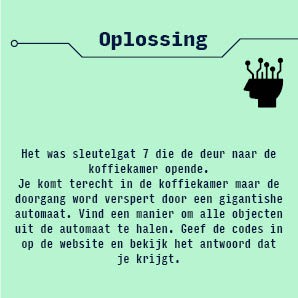 Oplossing
Het was sleutelgat 7 die de deur naar de
koffiekamer opende.
Je komt terecht in de koffiekamer maar de
doorgang word verspert door een gigantishe
automaat. Vind een manier om alle objecten
uit de automaat te halen. Geef de codes in
op de website en bekijk het antwoord dat
je krijgt.